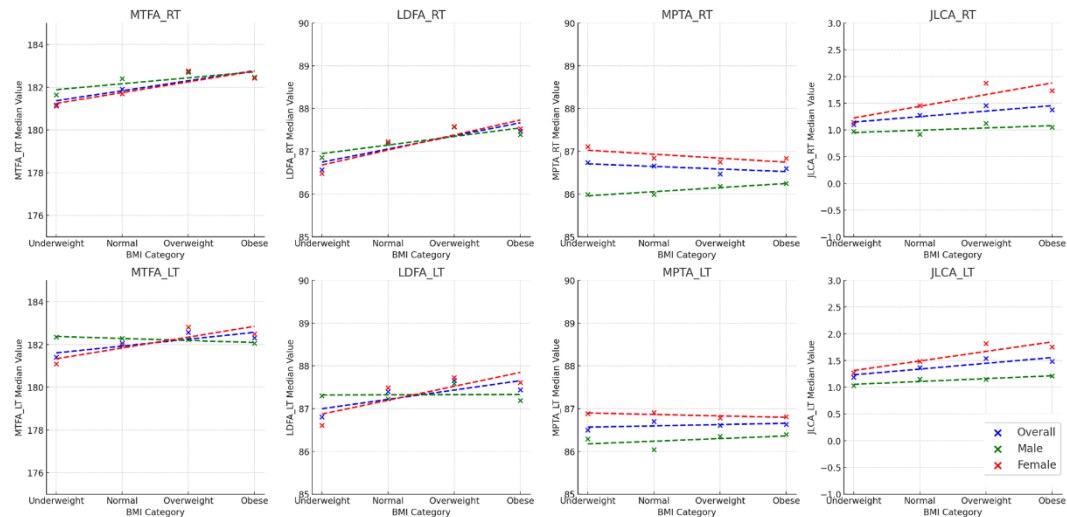 MTFA_RT
MTFA_RT Median Value
184
182
180
178
176
Underweight Normal Overweight Obese
BMI Category
LDFA_RT
LDFA_RT Median Value
90
89
88
87
86
85
Underweight Normal Overweight Obese
BMI Category
MPTA_RT
MPTA_RT Median Value
90
89
88
87
86
85
Underweight Normal Overweight Obese
BMI Category
JLCA_RT
JLCA_RT Median Value
3.0
2.5
2.0
1.5
1.0
0.5
0.0
−0.5
−1.0
Underweight Normal Overweight Obese
BMI Category
MTFA_LT
MTFA_LT Median Value
184
182
180
178
176
Underweight Normal Overweight Obese
BMI Category
LDFA_LT
LDFA_LT Median Value
90
89
88
87
86
85
Underweight Normal Overweight Obese
BMI Category
MPTA_LT
MPTA_LT Median Value
90
89
88
87
86
85
Underweight Normal Overweight Obese
BMI Category
JLCA_LT
JLCA_LT Median Value
3.0
2.5
2.0
1.5
1.0
0.5
0.0
−0.5
−1.0
Underweight Normal Overweight Obese
BMI Category
Overall
Male
Female